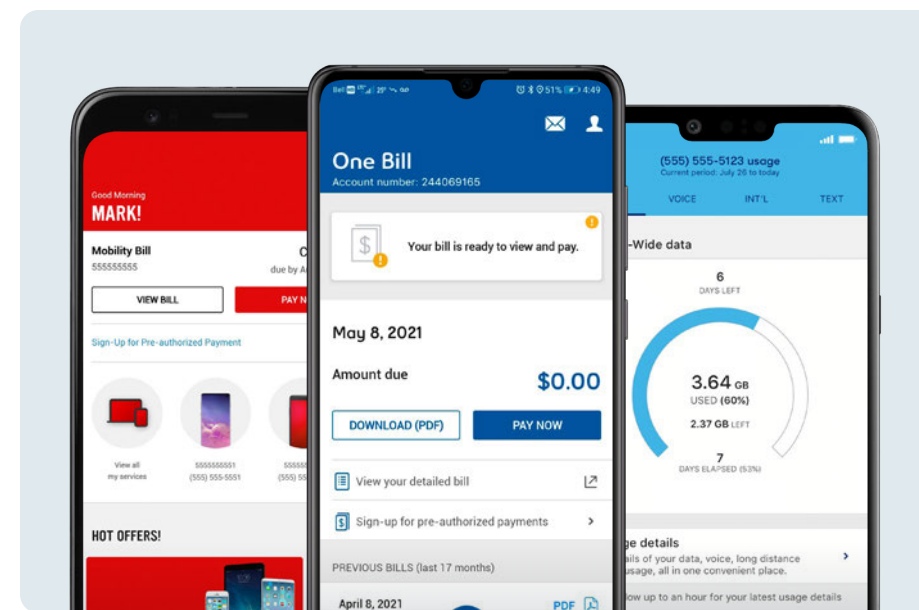 Good Morning
MARK!
Mobility Bill
555555555
due by
VIEW BILL
PAY
Sign-Up for Pre-authorized Payment
View all
my services
5555555551
(555) 555-5551
(555)
HOT OFFERS!
Bell
51% 4:49
One Bill
Account number: 244069165
Your bill is ready to view and pay.
May 8, 2021
Amount due
$0.00
DOWNLOAD (PDF)
PAY NOW
View your detailed bill
Sign-up for pre-authorized payments
PREVIOUS BILLS (last 17 months)
April 8, 2021
PDF
(555) 555-5123 usage
Current period: July 26 to today
VOICE
INT'L
TEXT
-Wide data
6
DAYS LEFT
3.64 GB
USED (60%)
2.37 GB LEFT
7
DAYS ELAPSED (53%)
details
of your data, voice, long distance
usage, all in one convenient place.
up to an hour for your latest usage details